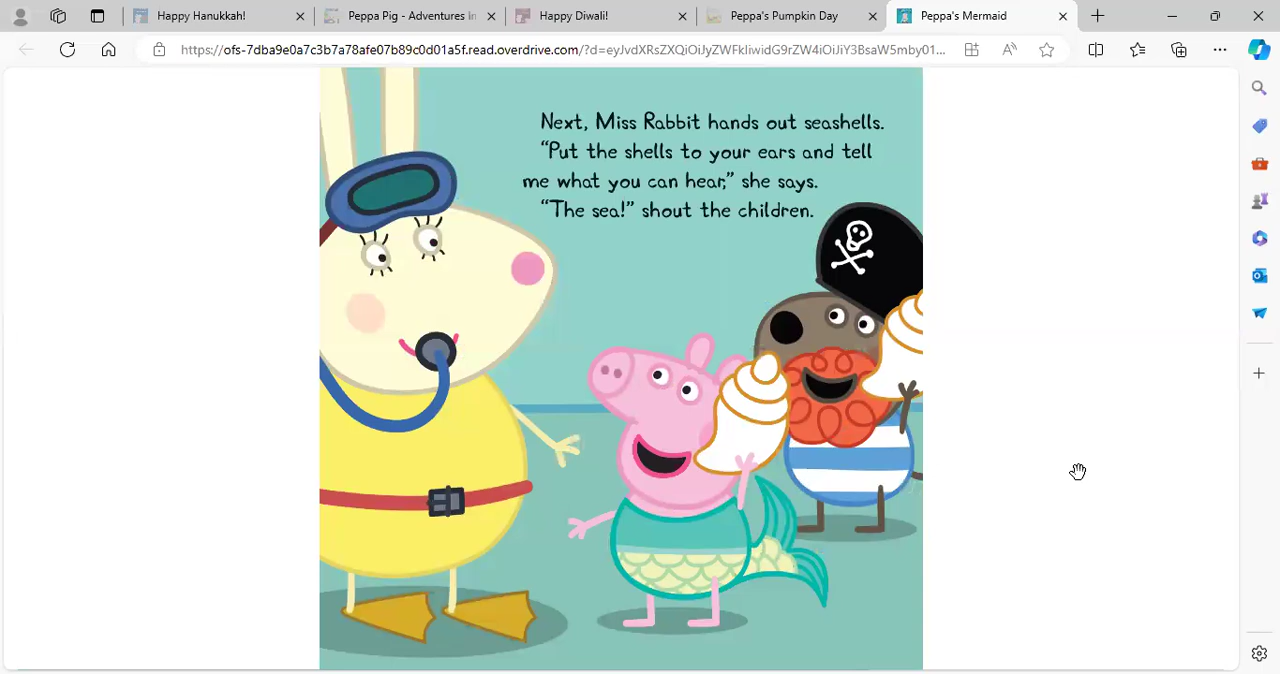 Happy Hanukkah!
Peppa Pig - Adventures in
Happy Diwali!
Peppa's Pumpkin Day
Peppa's Mermaid
https://ofs-7dba9e0a7c3b7a78afe07b89c0d01a5f.read.overdrive.com/?d=eyJvdXRsZXQiOiJyZWFkIiwidG9rZW4iOiJiY3BsaW5mby01...
Next, Miss Rabbit hands out seashells.
“Put the shells to your ears and tell
me what you can hear,” she says.
“The sea!” shout the children.